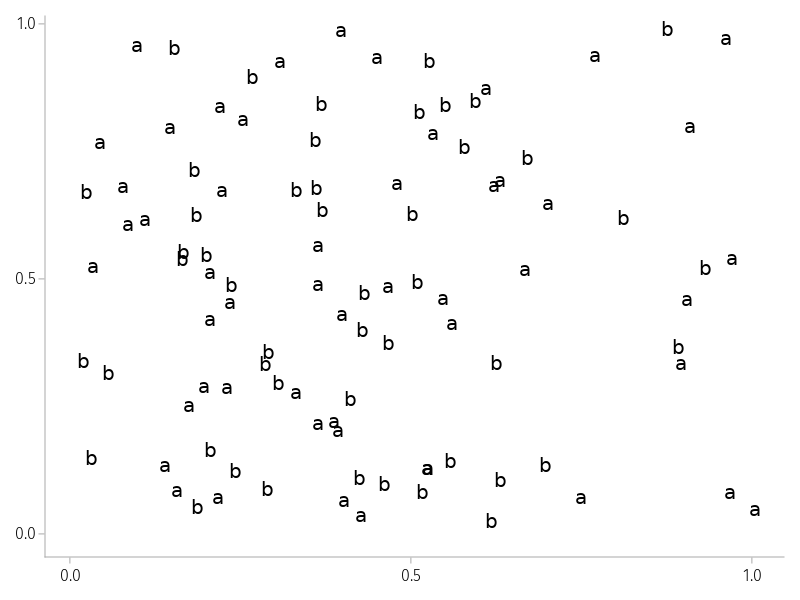 1.0
a b a a a b b a a
b
a a b b b b a
a a b a
b b
b
b a b b a b a
b a a a b b b b
a a
b b a
a b a b a
b a a b a b
a a a a
a b
b b b b b
b b b a
a a b a b
a a a a
b b a b b
a b b b b b
a b a a b a a
b a b a
0.5
0.0
0.0 0.5 1.0